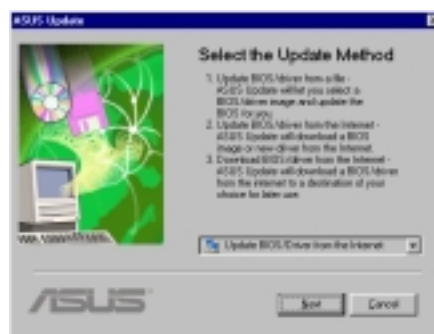 ASUS Update
Select the Update Method
1. Update BIOS/driver from a file -
ASUS Update will let you select a
BIOS/driver image and update the
BIOS for you.
2. Update BIOS/driver from the Internet -
ASUS Update will download a BIOS
image or new driver from the Internet.
3. Download BIOS/driver from the Internet -
ASUS Update will download a BIOS/driver
from the internet to a destination of your
choice for later use.
Update BIOS/Driver from the Internet
ASUS
Next
Cancel